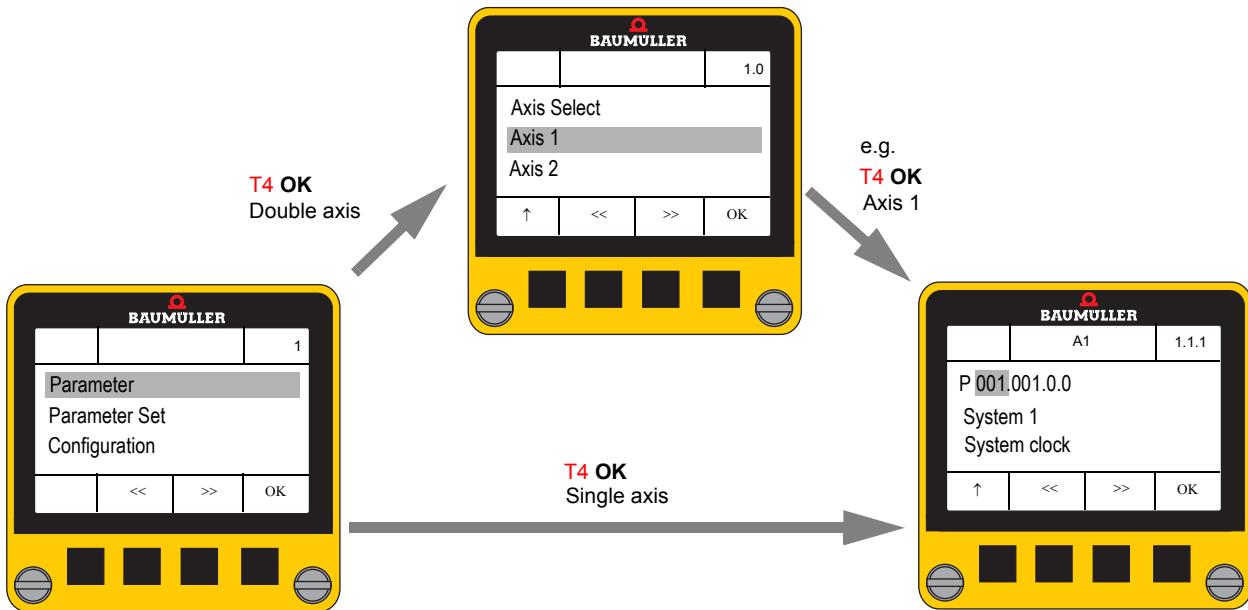 BAUMÜLLER
1.0
Axis Select
Axis 1
Axis 2
↑ << >> OK
T4 OK
Double axis
e.g.
T4 OK
Axis 1
BAUMÜLLER
1
Parameter
Parameter Set
Configuration
<< >> OK
T4 OK
Single axis
BAUMÜLLER
A1 1.1.1
P 001.001.0.0
System 1
System clock
↑ << >> OK